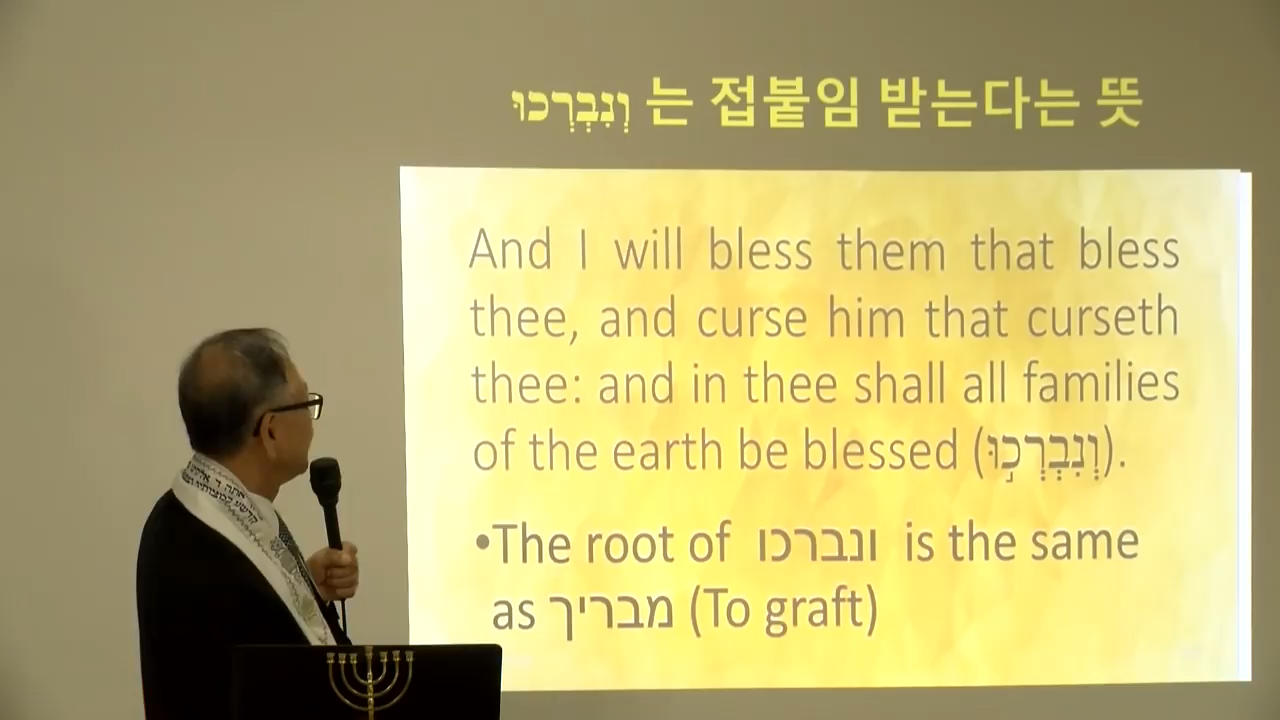 וְנִבְרְכוּ 는 접붙임 받는다는 뜻
And I will bless them that bless
thee, and curse him that curseth
thee: and in thee shall all families
of the earth be blessed (וְנִבְרְכ֣וּ).
•The root of ונברכו is the same
as מבריך (To graft)